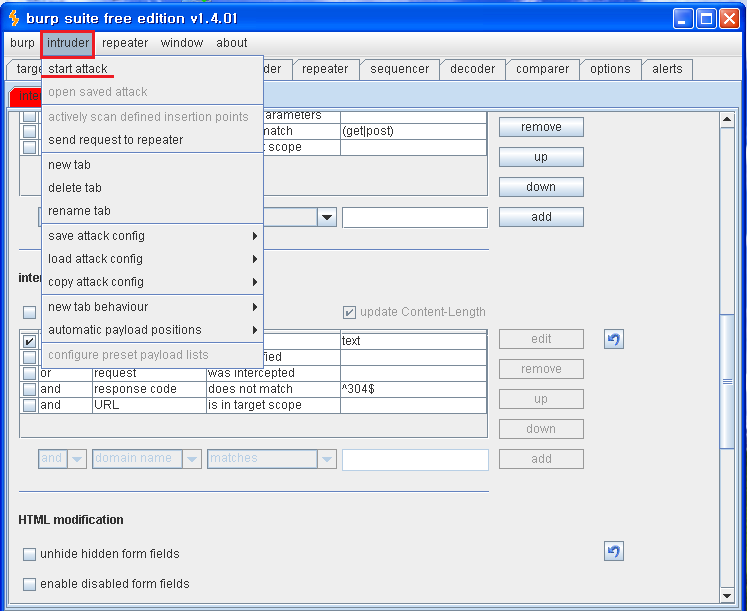 burp suite free edition v1.4.01
burp intruder repeater window about
targe der repeater sequencer decoder comparer options alerts
start attack
open saved attack
actively scan defined insertion points
send request to repeater
new tab
delete tab
rename tab
save attack config
load attack config
copy attack config
new tab behaviour
automatic payload positions
configure preset payload lists
arameters
match (get|post)
t scope
remove
up
down
add
inter
update Content-Length
text
ified
or request was intercepted
and response code does not match ^304$
and URL is in target scope
edit
remove
up
down
and domain name matches add
HTML modification
unhide hidden form fields
enable disabled form fields